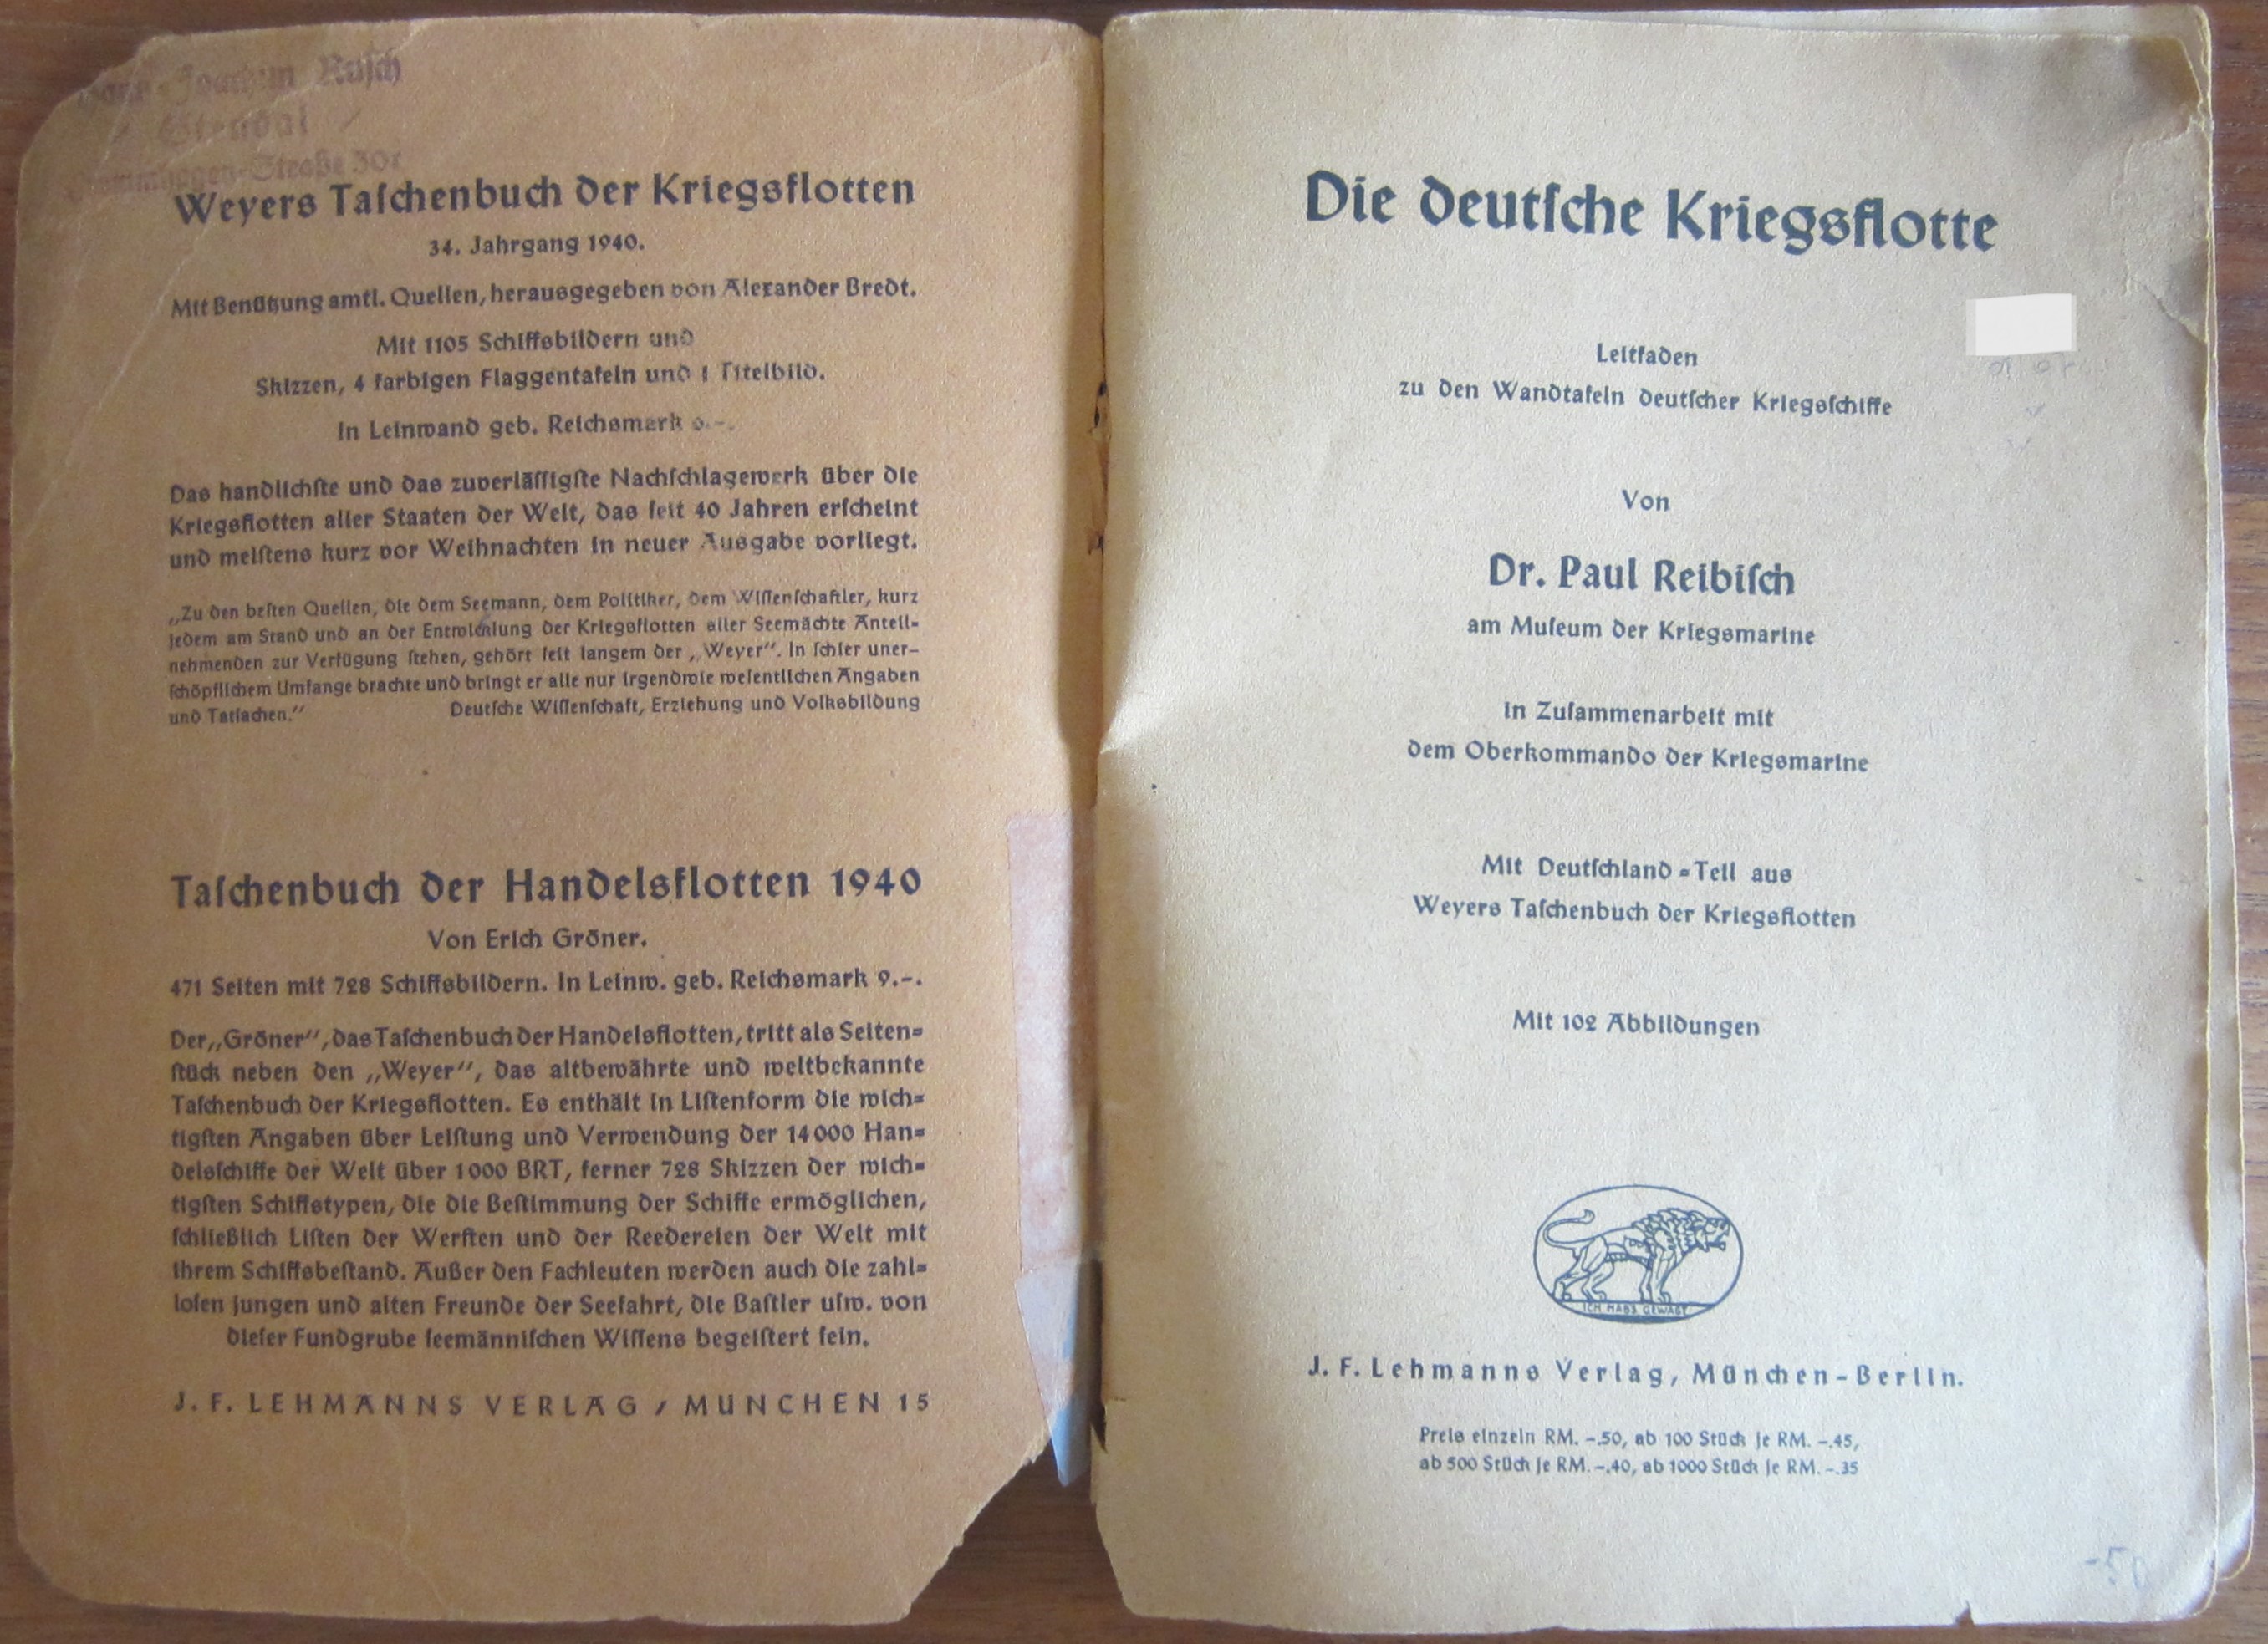 Joachim Rusch
Stendal
Straße 30
Weyers Taſchenbuch der Kriegsflotten
34. Jahrgang 1940.
Mit Benützung amtl. Quellen, herausgegeben von Alexander Bredt.
Mit 1105 Schiffsbildern und
Skizzen, 4 farbigen Flaggentafeln und 1 Titelbild.
In Leinwand geb. Reichsmark
Das handlichſte und das zuverläſſigſte Nachſchlagewerk über die
Kriegsflotten aller Staaten der Welt, das ſeit 40 Jahren erſcheint
und meiſtens kurz vor Weihnachten in neuer Ausgabe vorliegt.
„Zu den beſten Quellen, die dem Seemann, dem Politiker, dem Wiſſenſchaftler, kurz
jedem am Stand und an der Entwicklung der Kriegsflotten aller Seemächte Anteil-
nehmenden zur Verfügung ſtehen, gehört ſeit langem der „Weyer“. In ſchier uner-
ſchöpflichem Umfange brachte und bringt er alle nur irgendwie weſentlichen Angaben
und Tatſachen.“ Deutſche Wiſſenſchaft, Erziehung und Volksbildung
Taſchenbuch der Handelsflotten 1940
Von Erich Gröner.
471 Seiten mit 728 Schiffsbildern. In Leinw. geb. Reichsmark 9.-.
Der „Gröner“, das Taſchenbuch der Handelsflotten, tritt als Seiten-
ſtück neben den „Weyer“, das altbewährte und weltbekannte
Taſchenbuch der Kriegsflotten. Es enthält in Liſtenform die wich-
tigſten Angaben über Leiſtung und Verwendung der 14000 Han-
delsſchiffe der Welt über 1000 BRT, ferner 728 Skizzen der wich-
tigſten Schiffstypen, die die Beſtimmung der Schiffe ermöglichen,
ſchließlich Liſten der Werften und der Reedereien der Welt mit
ihrem Schiffsbeſtand. Außer den Fachleuten werden auch die zahl-
loſen jungen und alten Freunde der Seefahrt, die Baſtler uſw. von
dieſer Fundgrube ſeemänniſchen Wiſſens begeiſtert ſein.
J. F. LEHMANNS VERLAG / MÜNCHEN 15
Die deutſche Kriegsflotte
Leitfaden
zu den Wandtafeln deutſcher Kriegsſchiffe
Von
Dr. Paul Reibiſch
am Muſeum der Kriegsmarine
in Zuſammenarbeit mit
dem Oberkommando der Kriegsmarine
Mit Deutſchland-Teil aus
Weyers Taſchenbuch der Kriegsflotten
Mit 102 Abbildungen
ICH HABS GEWAGT
J. F. Lehmanns Verlag, München-Berlin.
Preis einzeln RM. -.50, ab 100 Stück je RM. -.45,
ab 500 Stück je RM. -.40, ab 1000 Stück je RM. -.35
-50